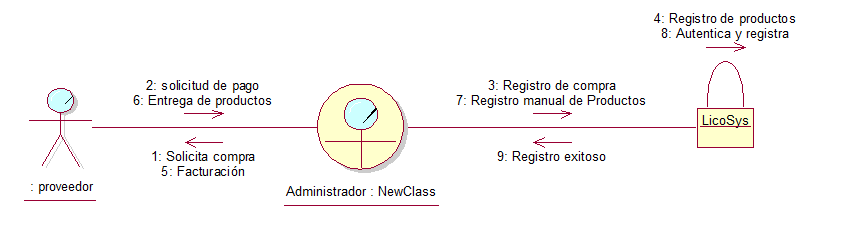 4: Registro de productos
8: Autentica y registra
2: solicitud de pago
6: Entrega de productos
3: Registro de compra
7: Registro manual de Productos
LicoSys
1: Solicita compra
5: Facturación
9: Registro exitoso
: proveedor
Administrador : NewClass